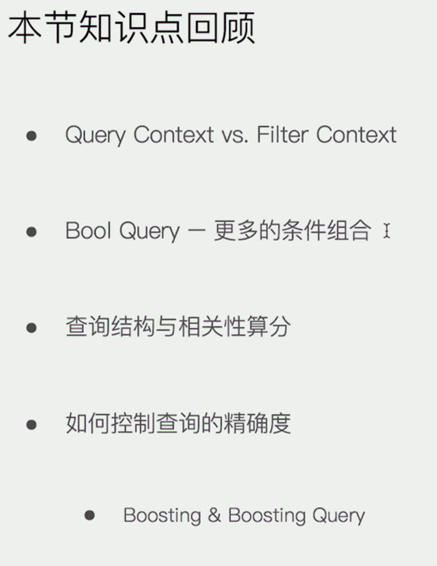 本节知识点回顾
Query Context vs. Filter Context
Bool Query — 更多的条件组合
查询结构与相关性算分
如何控制查询的精确度
Boosting & Boosting Query